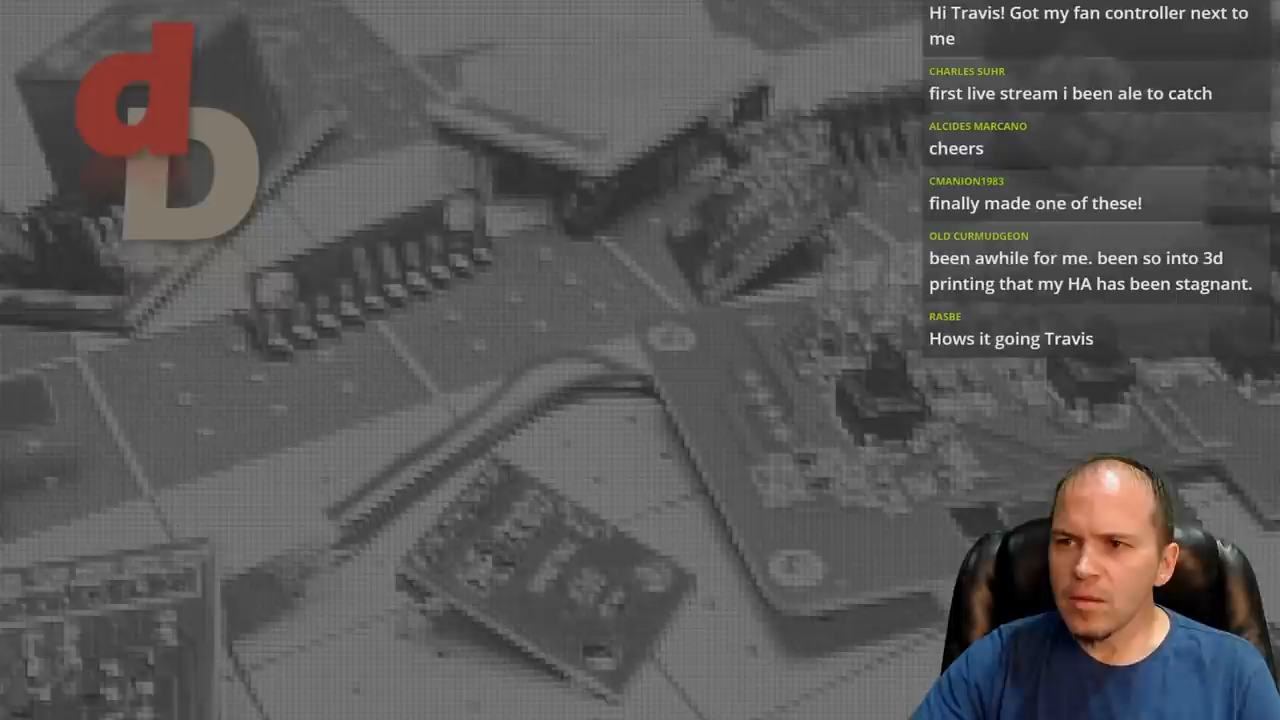 dD
Hi Travis! Got my fan controller next to
me
CHARLES SUHR
first live stream i been ale to catch
ALCIDES MARCANO
cheers
CMANION1983
finally made one of these!
OLD CURMUDGEON
been awhile for me. been so into 3d
printing that my HA has been stagnant.
RASBE
Hows it going Travis